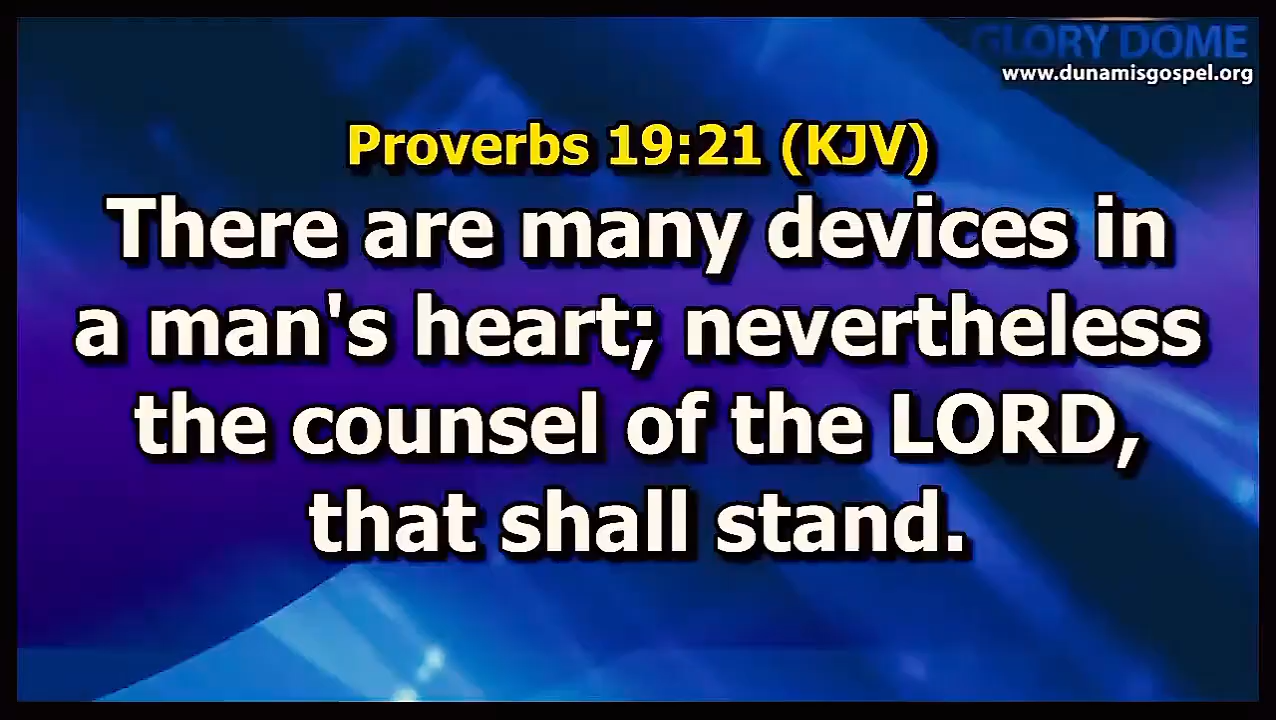 GLORY DOME
www.dunamisgospel.org
Proverbs 19:21 (KJV)
There are many devices in
a man's heart; nevertheless
the counsel of the LORD,
that shall stand.